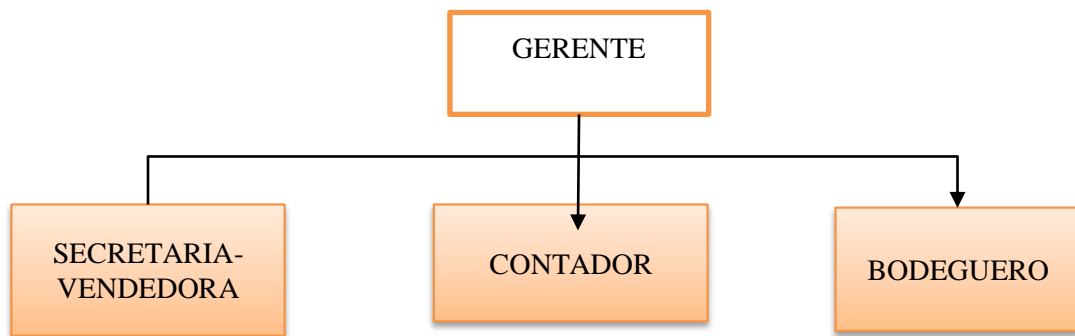 GERENTE
SECRETARIA-
VENDEDORA
CONTADOR
BODEGUERO